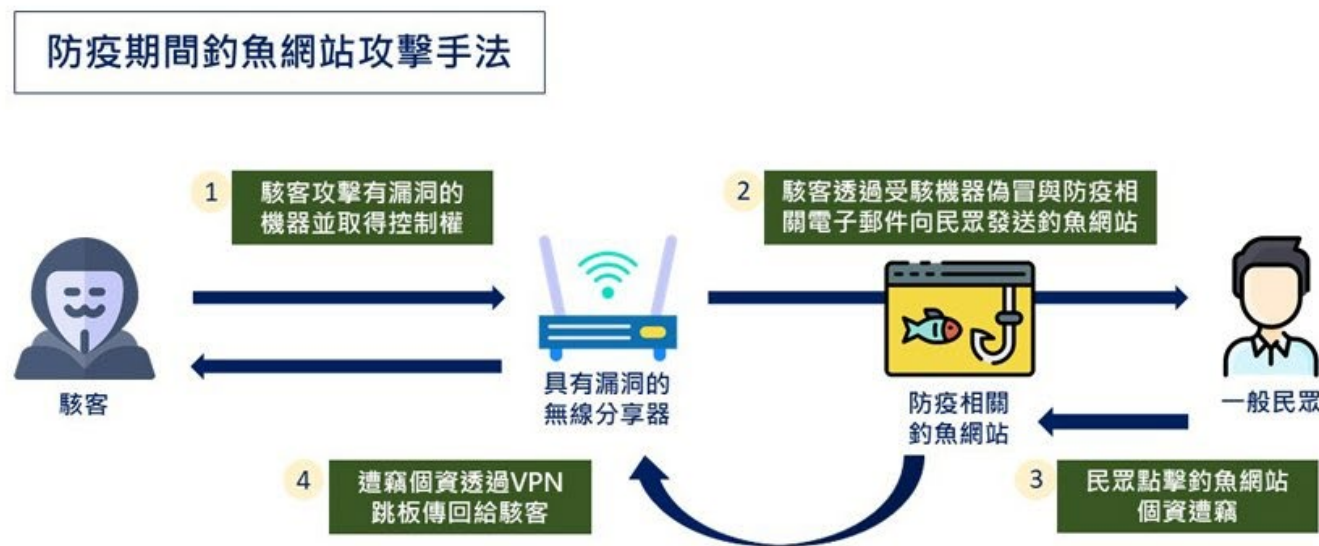 防疫期間釣魚網站攻擊手法
1
駭客攻擊有漏洞的
機器並取得控制權
2
駭客透過受駭機器偽冒與防疫相
關電子郵件向民眾發送釣魚網站
駭客
具有漏洞的
無線分享器
防疫相關
釣魚網站
一般民眾
4
遭竊個資透過VPN
跳板傳回給駭客
3
民眾點擊釣魚網站
個資遭竊